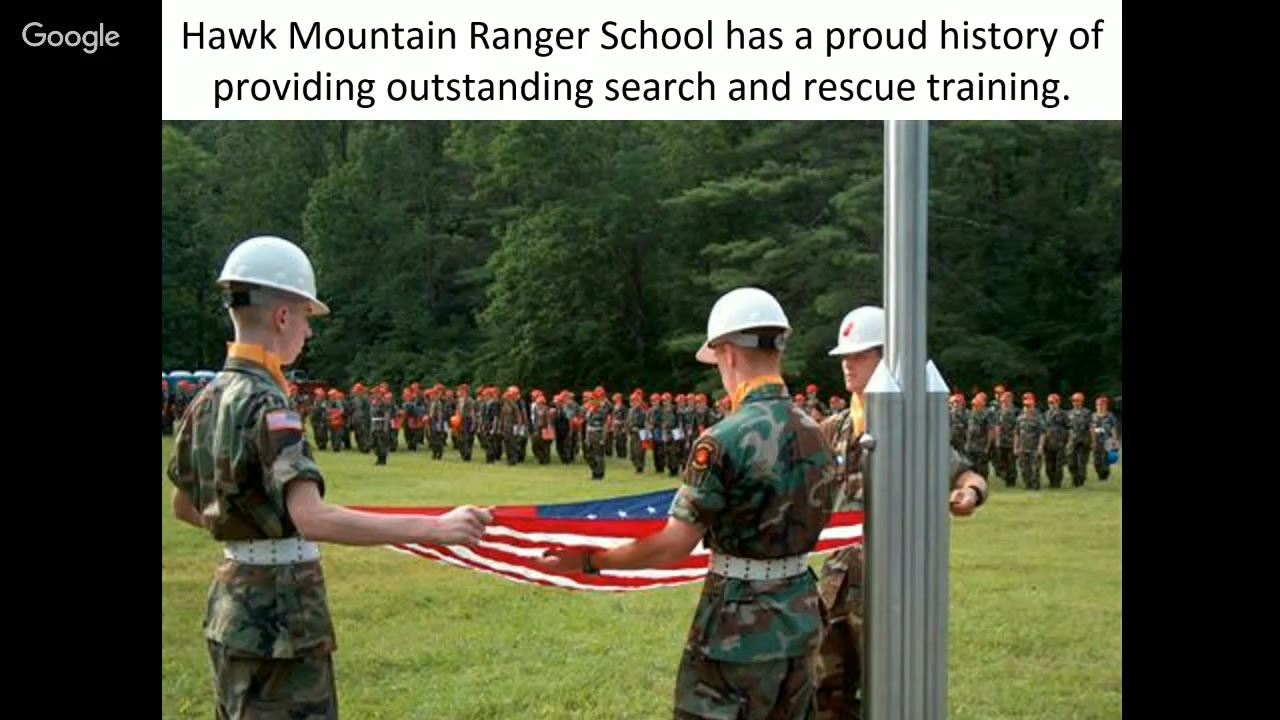 Google
Hawk Mountain Ranger School has a proud history of
providing outstanding search and rescue training.